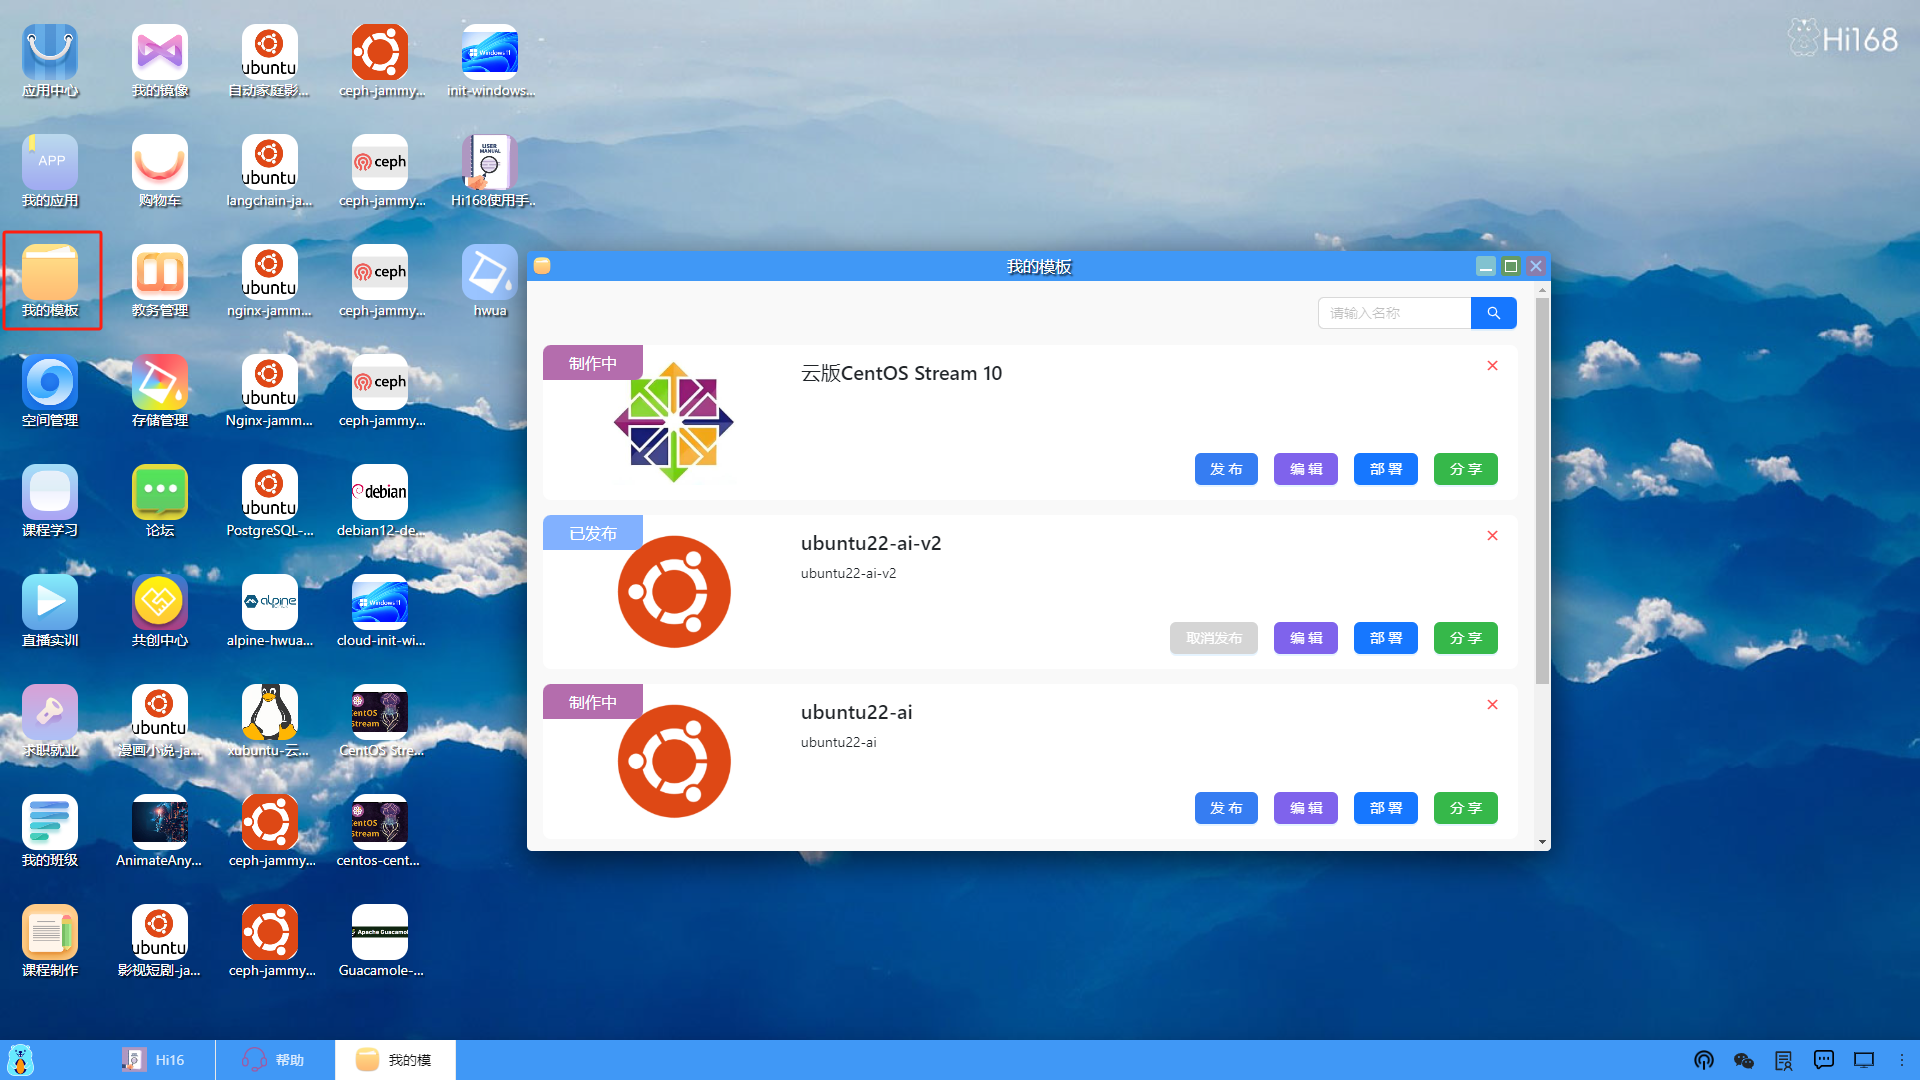 Hi168
应用中心
我的镜像
ubuntu
自动家庭影...
ceph-jammy...
Windows 11
init-windows...
APP
我的应用
购物车
ubuntu
langchain-ja...
ceph
ceph-jammy...
USER MANUAL
Hi168使用手..
我的模板
教务管理
ubuntu
nginx-jamm...
ceph
ceph-jammy...
hwua
空间管理
存储管理
ubuntu
Nginx-jamm...
ceph
ceph-jammy...
课程学习
论坛
ubuntu
PostgreSQL-...
debian
debian12-de...
直播实训
共创中心
alpine
alpine-hwua...
Windows 11
cloud-init-wi...
求职就业
ubuntu
漫画小说-ja...
xubuntu-云...
CentOS Stream
CentOS Stre...
我的班级
AnimateAny...
ceph-jammy...
CentOS Stream
centos-cent...
课程制作
ubuntu
影视短剧-ja...
ceph-jammy...
Apache Guacamol
Guacamole-...
我的模板
请输入名称
制作中
云版CentOS Stream 10
发 布
编 辑
部 署
分 享
已发布
ubuntu22-ai-v2
ubuntu22-ai-v2
取消发布
编 辑
部 署
分 享
制作中
ubuntu22-ai
ubuntu22-ai
发 布
编 辑
部 署
分 享
Hi16
帮助
我的模